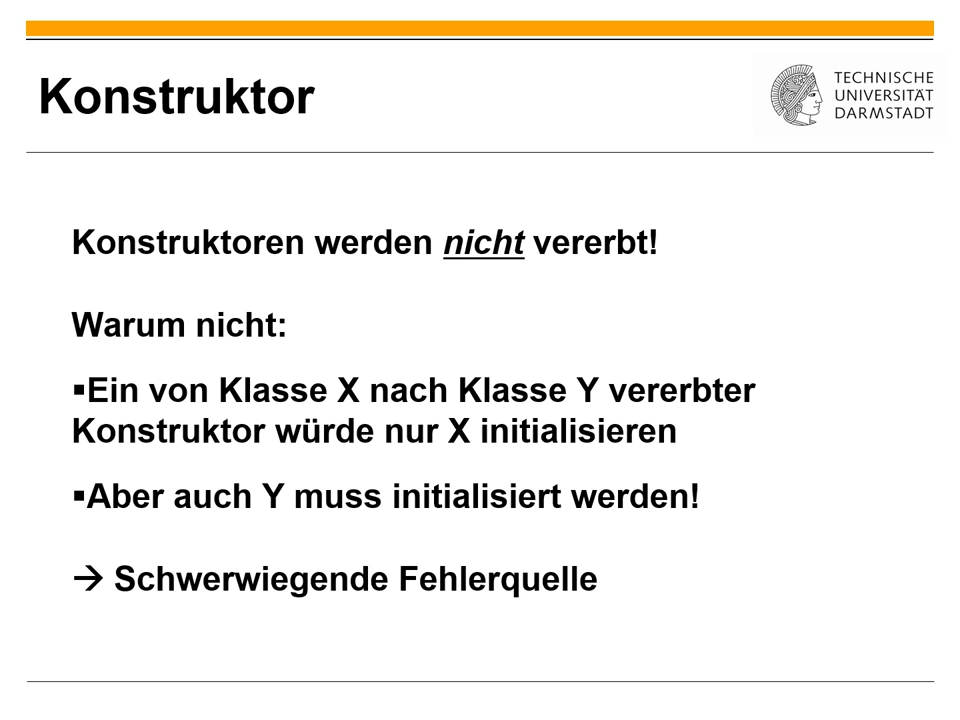 Konstruktor
TECHNISCHE
UNIVERSITÄT
DARMSTADT
Konstruktoren werden nicht vererbt!
Warum nicht:
▪Ein von Klasse X nach Klasse Y vererbter
Konstruktor würde nur X initialisieren
▪Aber auch Y muss initialisiert werden!
→ Schwerwiegende Fehlerquelle